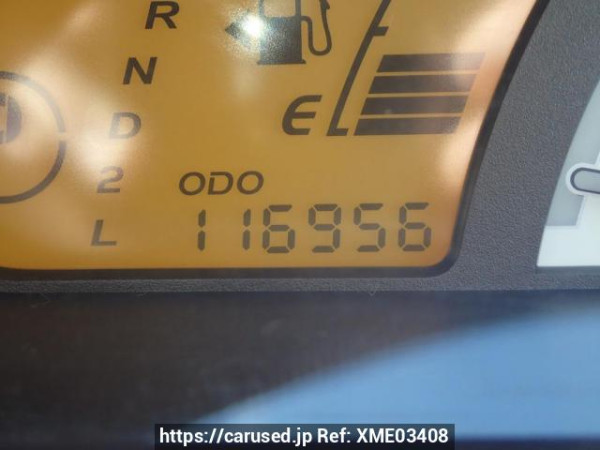 R
N
D
2
L
E
ODO
116956
https://carused.jp Ref: XME03408